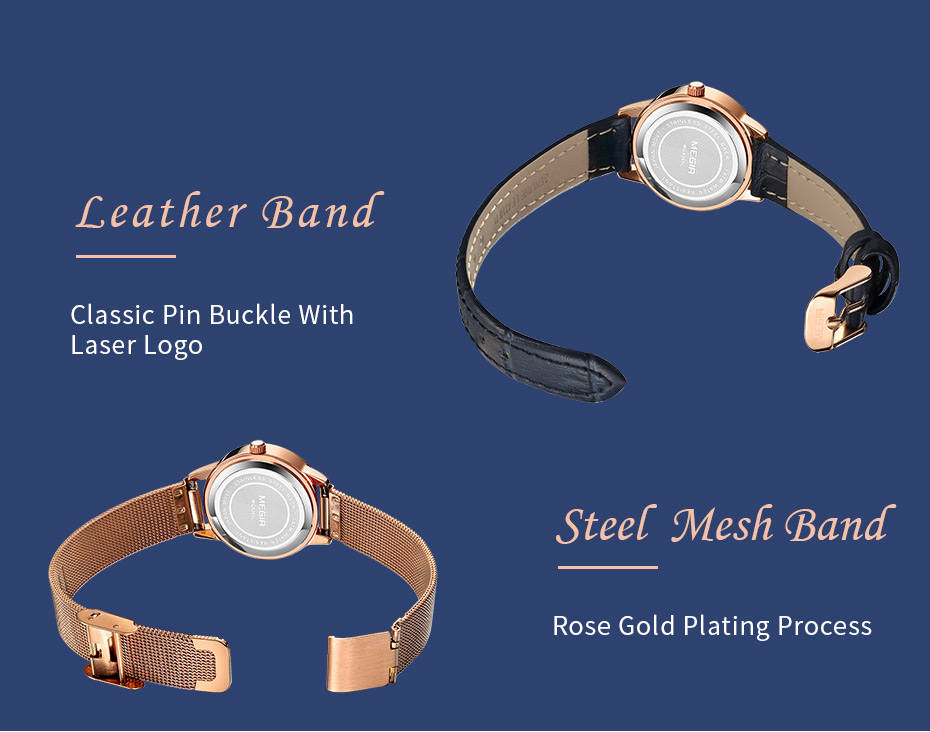 Leather Band
Classic Pin Buckle With
Laser Logo
MEGIR
MEGIR
Steel Mesh Band
Rose Gold Plating Process